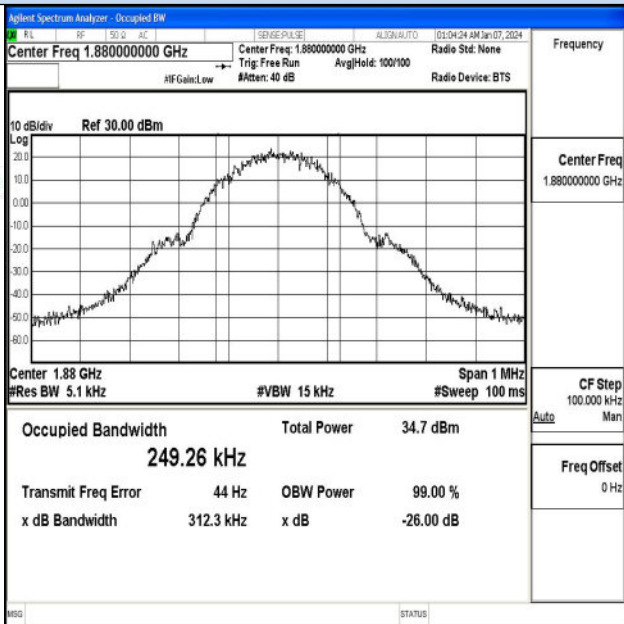 Agilent Spectrum Analyzer - Occupied BW
LXI RL RF 50 Ω AC SENSE:PULSE ALIGNAUTO 01:04:24 AM Jan 07, 2024
Center Freq 1.880000000 GHz Center Freq: 1.880000000 GHz Radio Std: None
Trig: Free Run Avg|Hold: 100/100
#IFGain:Low #Atten: 40 dB Radio Device: BTS
10 dB/div Ref 30.00 dBm
Log
20.0
10.0
0.00
-10.0
-20.0
-30.0
-40.0
-50.0
-60.0
Center 1.88 GHz Span 1 MHz
#Res BW 5.1 kHz #VBW 15 kHz #Sweep 100 ms
Occupied Bandwidth Total Power 34.7 dBm
249.26 kHz
Transmit Freq Error 44 Hz OBW Power 99.00 %
x dB Bandwidth 312.3 kHz x dB -26.00 dB
MSG STATUS
Frequency
Center Freq
1.880000000 GHz
CF Step
100.000 kHz
Auto Man
Freq Offset
0 Hz